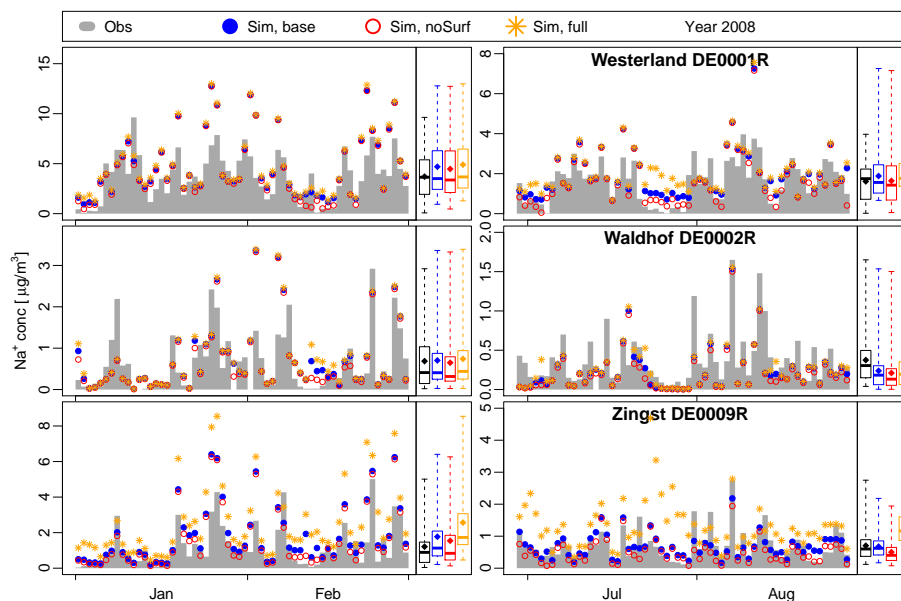 Obs Sim, base Sim, noSurf Sim, full Year 2008
Westerland DE0001R
0 5 10 15
0 2 4 6 8
Na⁺ conc [ μg/m³ ]
Waldhof DE0002R
0 1 2 3
0.0 0.5 1.0 1.5 2.0
Zingst DE0009R
0 2 4 6 8
0 1 2 3 4 5
Jan Feb Jul Aug